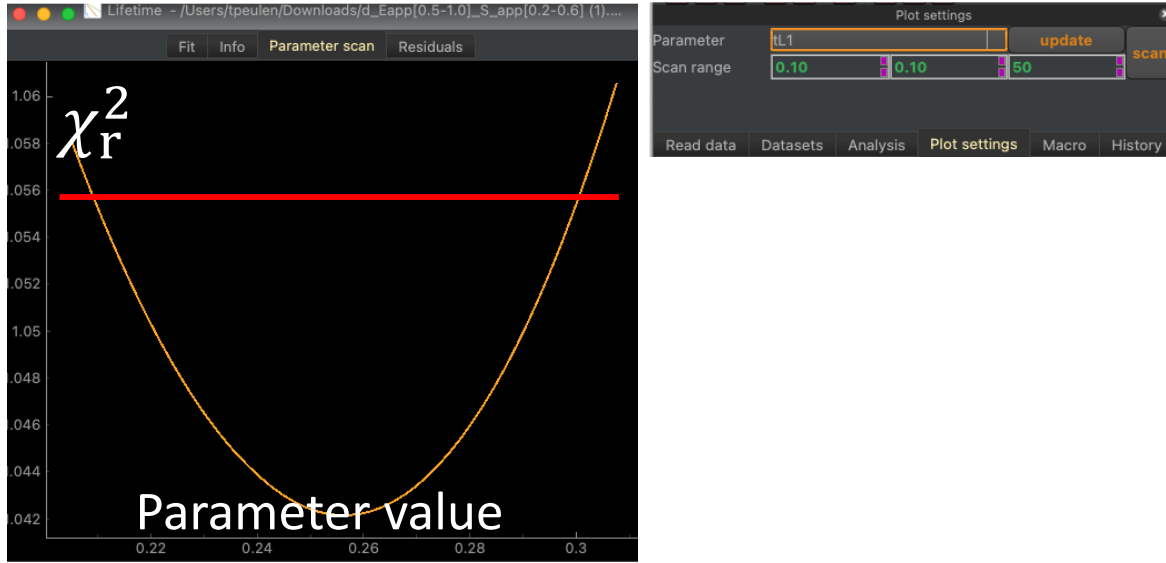 Lifetime - /Users/tpeulen/Downloads/d_Eapp[0.5-1.0]_S_app[0.2-0.6] (1)....
Fit Info Parameter scan Residuals
χ²r
1.06
.058
.056
.054
.052
1.05
.048
.046
.044
.042
Parameter value
0.22 0.24 0.26 0.28 0.3
Plot settings
Parameter tL1 update
scan
Scan range 0.10 0.10 50
Read data Datasets Analysis Plot settings Macro History